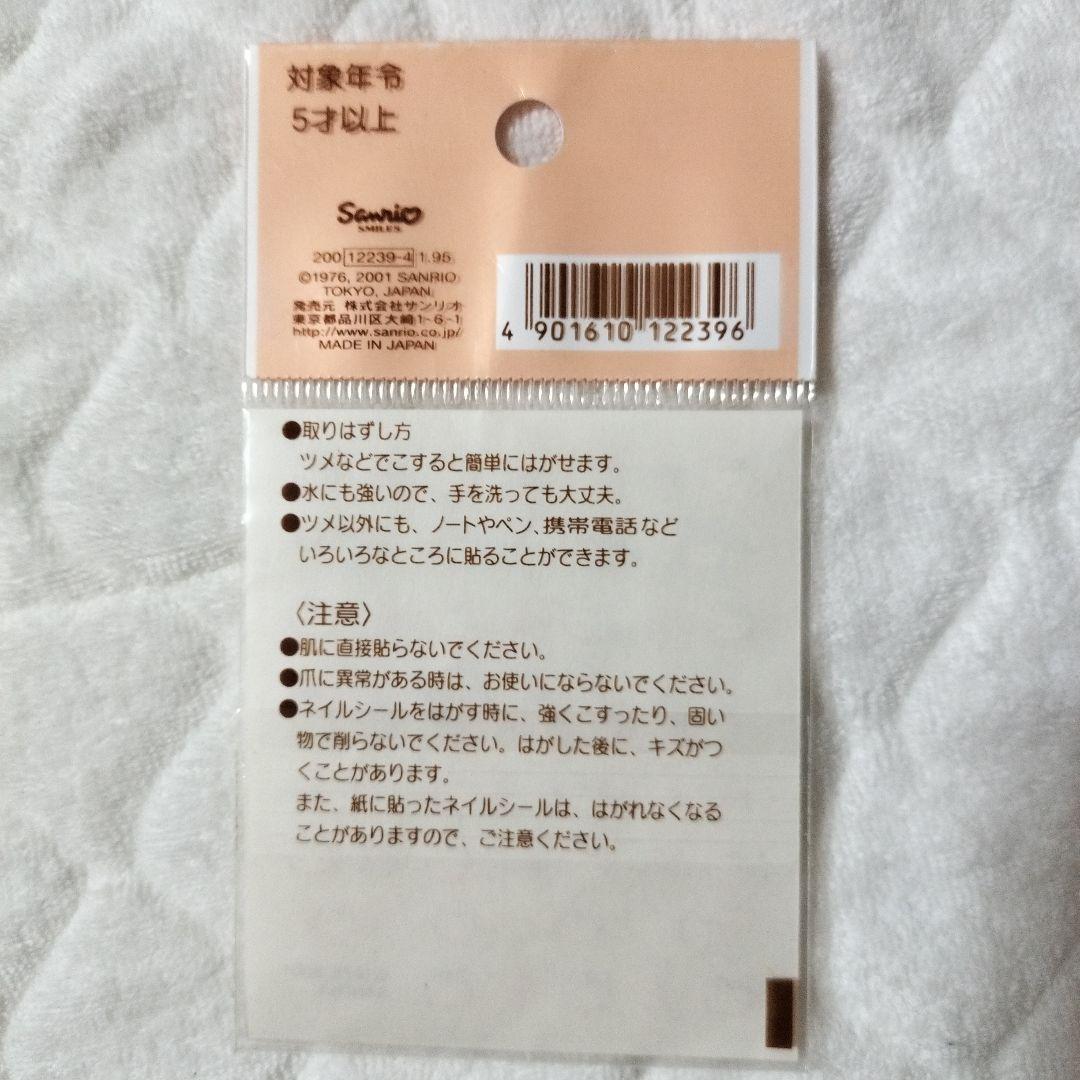 対象年令
5才以上
Sanrio
SMILES
200 12239-4 1.95
©1976, 2001 SANRIO
TOKYO, JAPAN
発売元 株式会社サンリオ
東京都品川区大崎1-6-1
http://www.sanrio.co.jp/
MADE IN JAPAN
4 901610 122396
●取りはずし方
ツメなどでこすると簡単にはがせます。
●水にも強いので、手を洗っても大丈夫。
●ツメ以外にも、ノートやペン、携帯電話など
いろいろなところに貼ることができます。
〈注意〉
●肌に直接貼らないでください。
●爪に異常がある時は、お使いにならないでください。
●ネイルシールをはがす時に、強くこすったり、固い
物で削らないでください。はがした後に、キズがつ
くことがあります。
また、紙に貼ったネイルシールは、はがれなくなる
ことがありますので、ご注意ください。